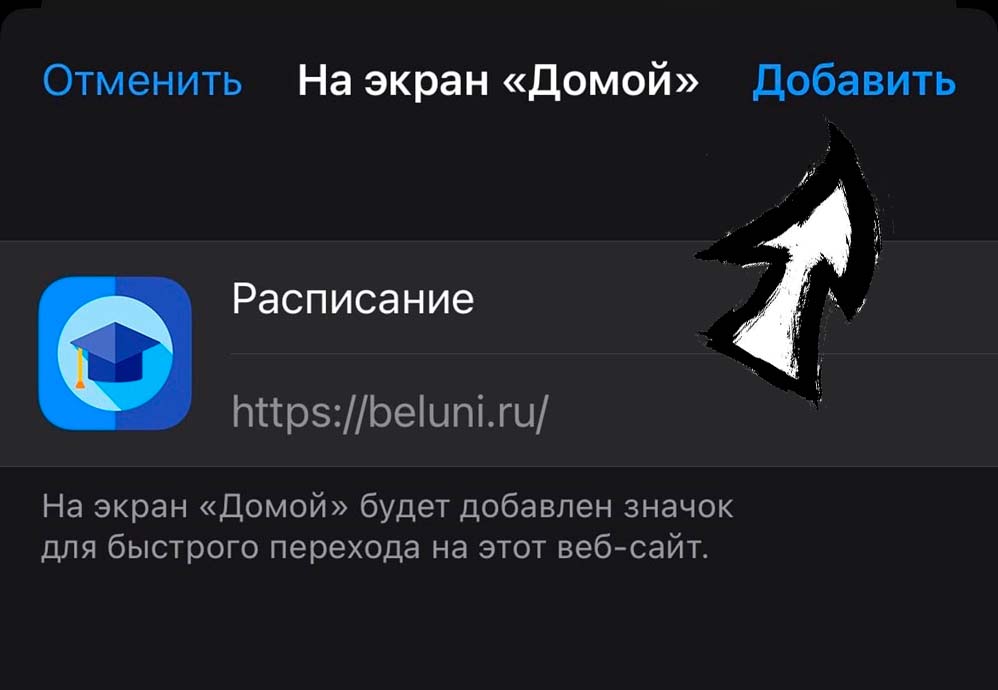 Отменить На экран «Домой» Добавить
Расписание
https://beluni.ru/
На экран «Домой» будет добавлен значок
для быстрого перехода на этот веб-сайт.